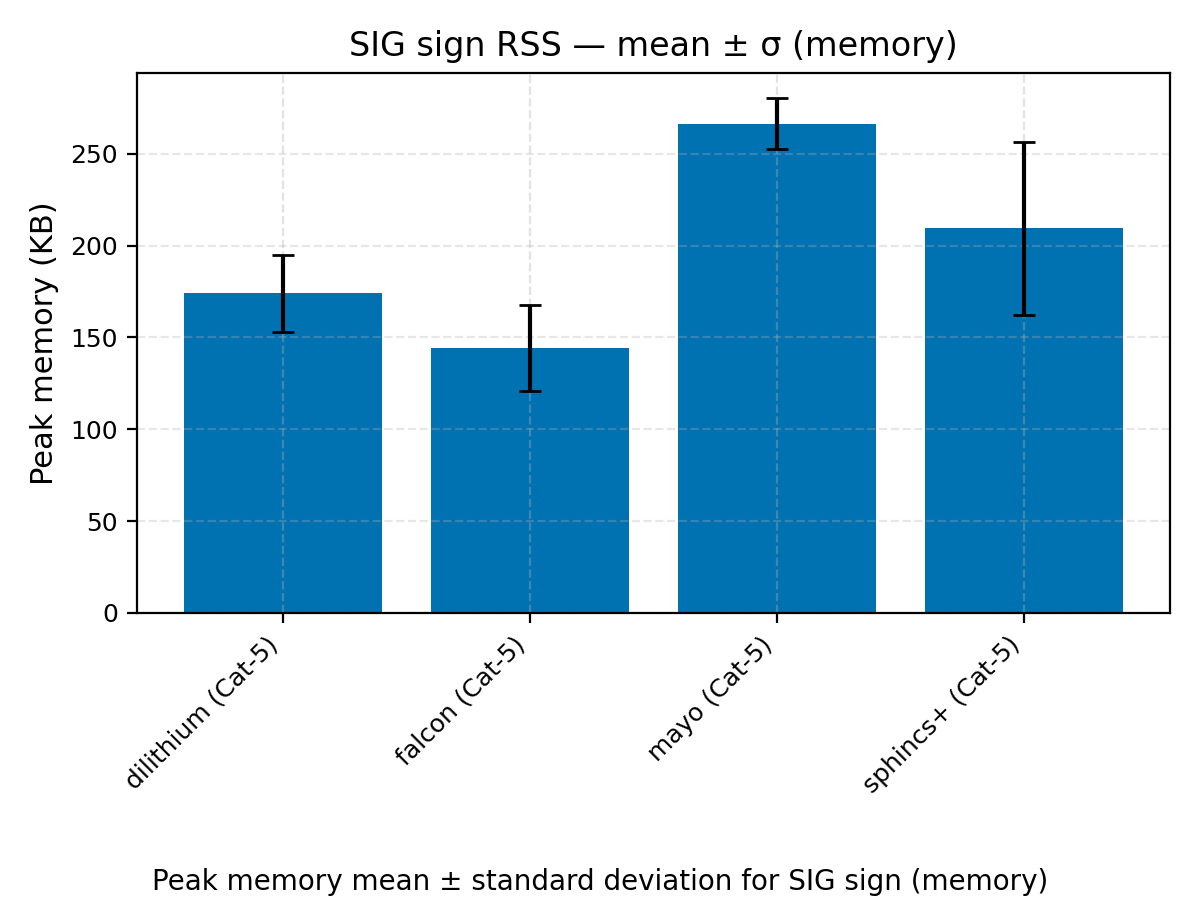 SIG sign RSS — mean ± σ (memory)
Peak memory (KB)
250
200
150
100
50
0
dilithium (Cat-5)
falcon (Cat-5)
mayo (Cat-5)
sphincs+ (Cat-5)
Peak memory mean ± standard deviation for SIG sign (memory)